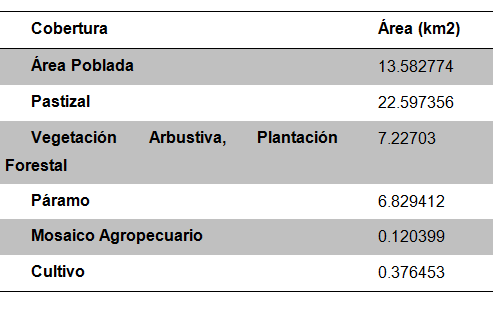 Cobertura Área (km2)
Área Poblada 13.582774
Pastizal 22.597356
Vegetación Arbustiva, Plantación 7.22703
Forestal
Páramo 6.829412
Mosaico Agropecuario 0.120399
Cultivo 0.376453